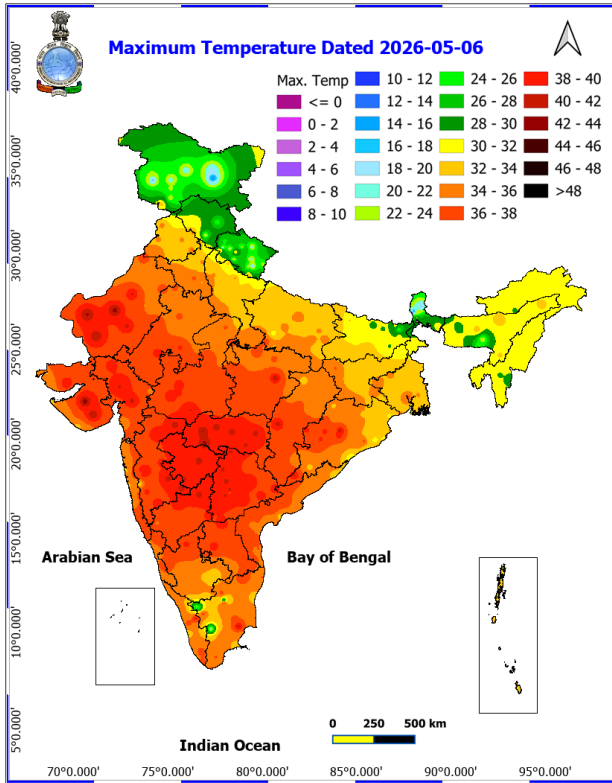 Maximum Temperature Dated 2026-05-06
Max. Temp
<= 0
0 - 2
2 - 4
4 - 6
6 - 8
8 - 10
10 - 12
12 - 14
14 - 16
16 - 18
18 - 20
20 - 22
22 - 24
24 - 26
26 - 28
28 - 30
30 - 32
32 - 34
34 - 36
36 - 38
38 - 40
40 - 42
42 - 44
44 - 46
46 - 48
>48
40°0.000'
35°0.000'
30°0.000'
25°0.000'
20°0.000'
15°0.000'
10°0.000'
5°0.000'
Arabian Sea
Bay of Bengal
Indian Ocean
0 250 500 km
70°0.000' 75°0.000' 80°0.000' 85°0.000' 90°0.000' 95°0.000'